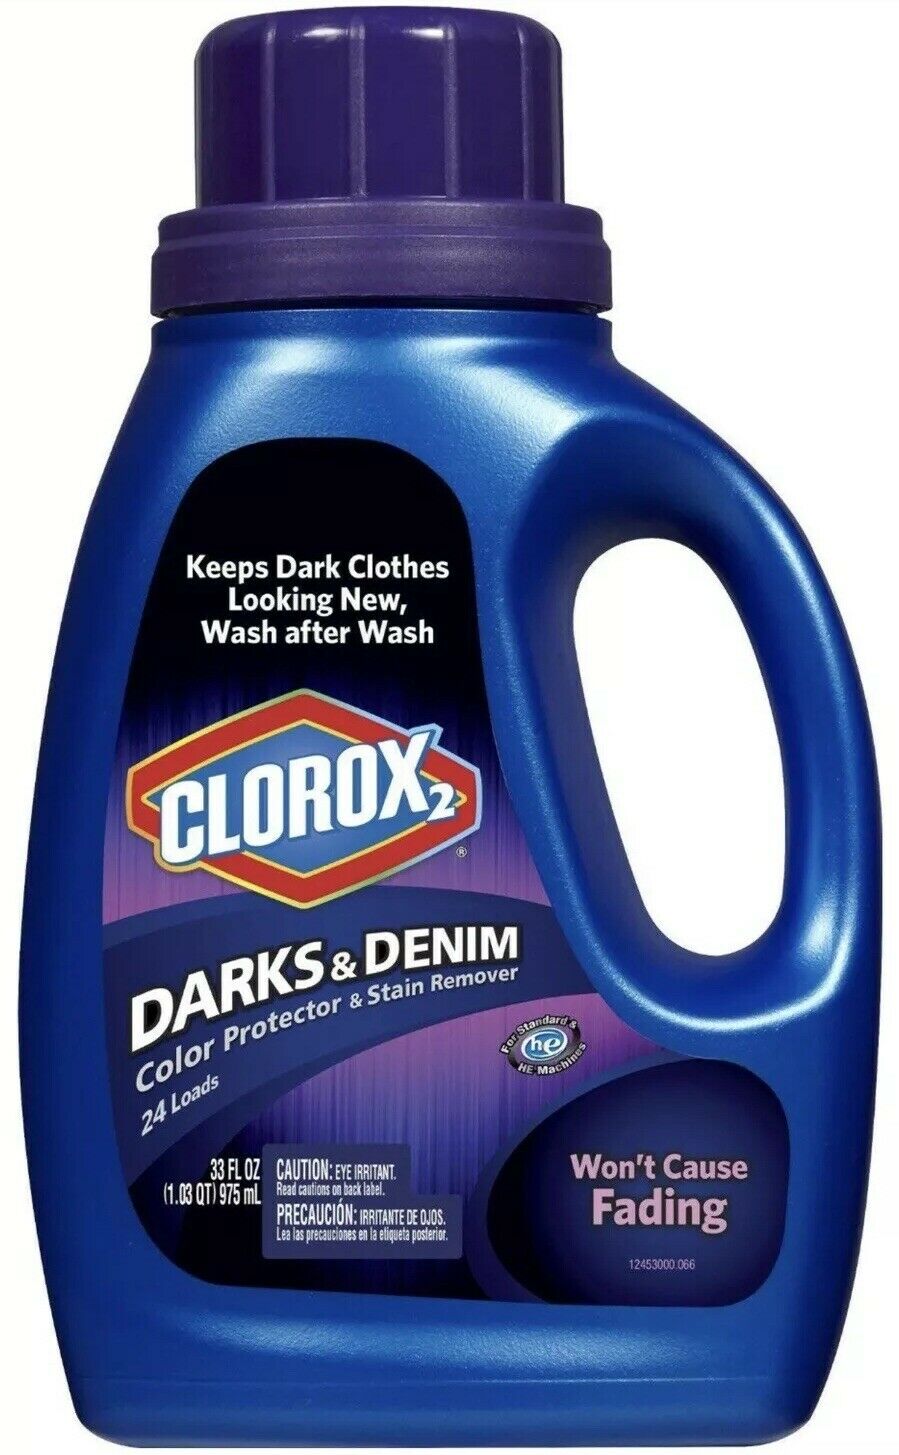 Keeps Dark Clothes
Looking New,
Wash after Wash
CLOROX2®
DARKS & DENIM
Color Protector & Stain Remover
24 Loads
For Standard &
he
HE Machines
33 FL OZ
(1.03 QT) 975 mL
CAUTION: EYE IRRITANT.
Read cautions on back label.
PRECAUCIÓN: IRRITANTE DE OJOS.
Lea las precauciones en la etiqueta posterior.
Won't Cause
Fading
12453000.066